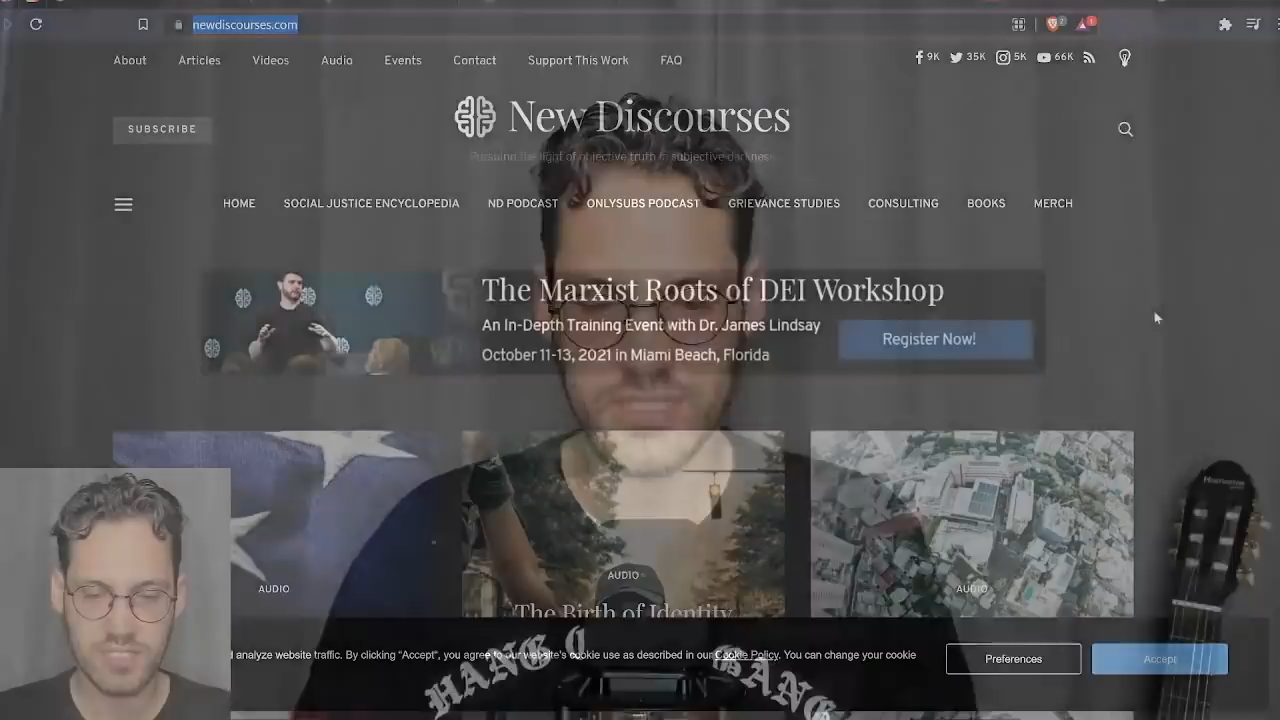 newdiscourses.com
2
1
About Articles Videos Audio Events Contact Support This Work FAQ
9K 35K 5K 66K
SUBSCRIBE
New Discourses
Pursuing the light of objective truth in subjective darkness
HOME SOCIAL JUSTICE ENCYCLOPEDIA ND PODCAST ONLYSUBS PODCAST GRIEVANCE STUDIES CONSULTING BOOKS MERCH
The Marxist Roots of DEI Workshop
An In-Depth Training Event with Dr. James Lindsay
October 11-13, 2021 in Miami Beach, Florida
Register Now!
AUDIO
AUDIO
AUDIO
The Birth of Identity
analyze website traffic. By clicking “Accept”, you agree to our website's cookie use as described in our Cookie Policy. You can change your cookie
Preferences
Accept
HANG
GANG